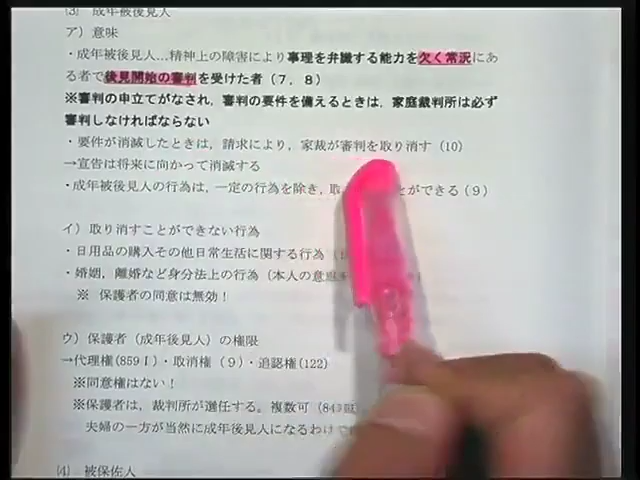 (3) 成年被後見人
ア）意味
・成年被後見人…精神上の障害により事理を弁識する能力を欠く常況にあ
る者で後見開始の審判を受けた者（7，8）
※審判の申立てがなされ，審判の要件を備えるときは，家庭裁判所は必ず
審判しなければならない
・要件が消滅したときは，請求により，家裁が審判を取り消す（10）
→宣告は将来に向かって消滅する
・成年被後見人の行為は，一定の行為を除き，取 とができる（9）
イ）取り消すことができない行為
・日用品の購入その他日常生活に関する行為
・婚姻，離婚など身分法上の行為（本人の意思
※ 保護者の同意は無効！
ウ）保護者（成年後見人）の権限
→代理権(859Ⅰ)・取消権（9）・追認権(122)
※同意権はない！
※保護者は，裁判所が選任する。複数可（843
夫婦の一方が当然に成年後見人になるわけで
(4) 被保佐人